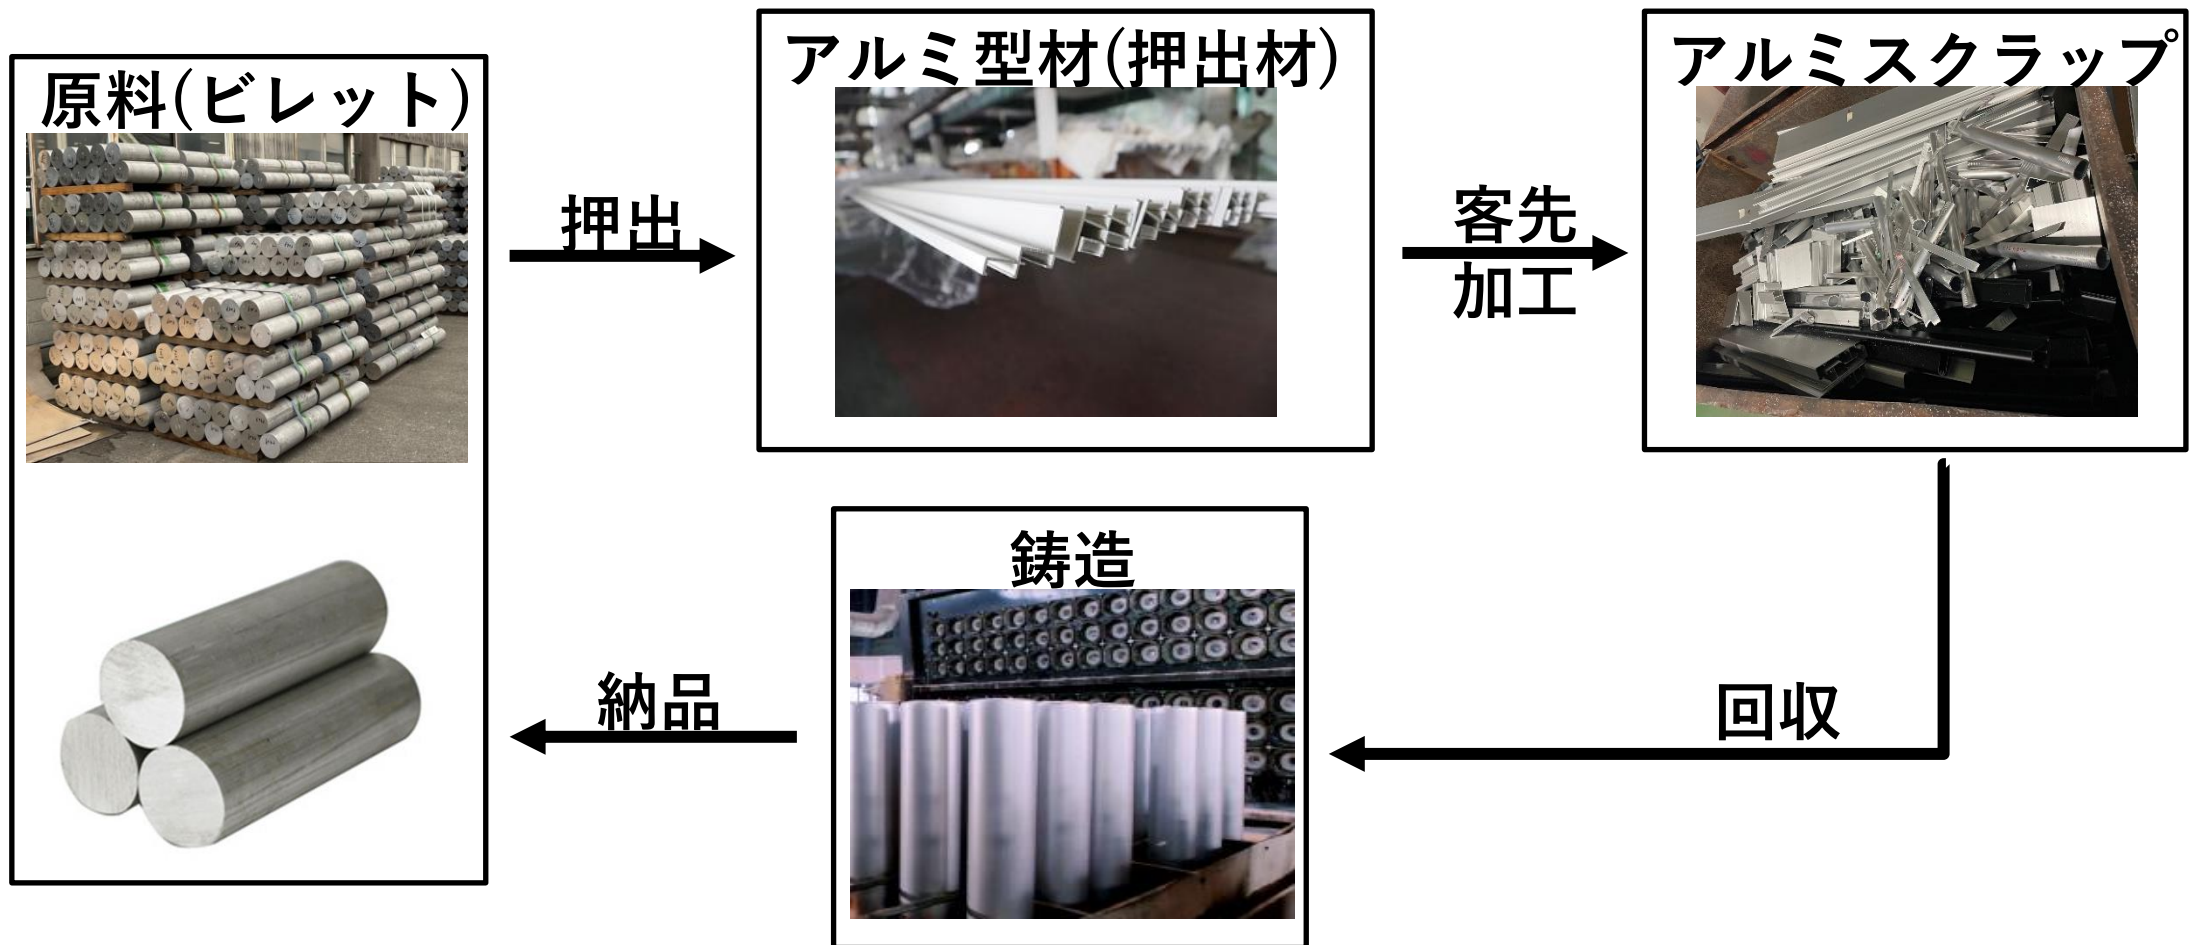 原料(ビレット)
押出
アルミ型材(押出材)
客先
加工
アルミスクラップ
回収
鋳造
納品